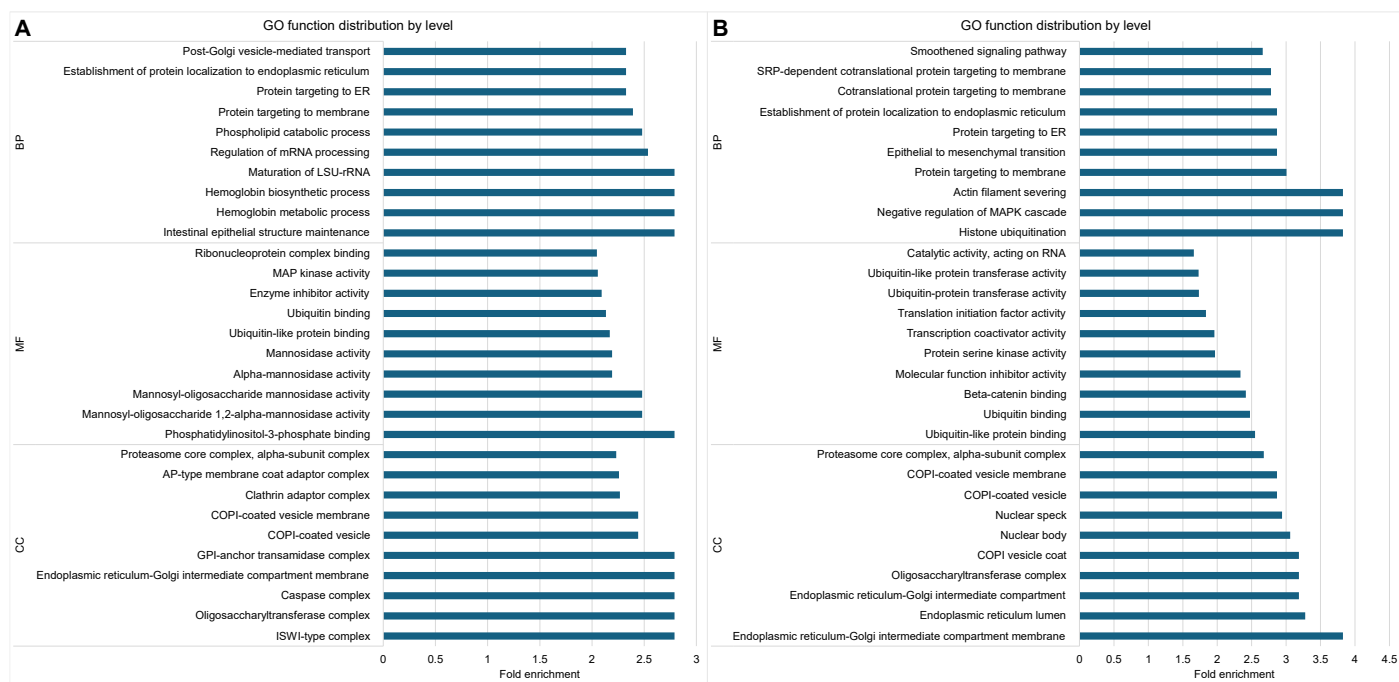 A
GO function distribution by level
BP
Post-Golgi vesicle-mediated transport
Establishment of protein localization to endoplasmic reticulum
Protein targeting to ER
Protein targeting to membrane
Phospholipid catabolic process
Regulation of mRNA processing
Maturation of LSU-rRNA
Hemoglobin biosynthetic process
Hemoglobin metabolic process
Intestinal epithelial structure maintenance
MF
Ribonucleoprotein complex binding
MAP kinase activity
Enzyme inhibitor activity
Ubiquitin binding
Ubiquitin-like protein binding
Mannosidase activity
Alpha-mannosidase activity
Mannosyl-oligosaccharide mannosidase activity
Mannosyl-oligosaccharide 1,2-alpha-mannosidase activity
Phosphatidylinositol-3-phosphate binding
CC
Proteasome core complex, alpha-subunit complex
AP-type membrane coat adaptor complex
Clathrin adaptor complex
COPI-coated vesicle membrane
COPI-coated vesicle
GPI-anchor transamidase complex
Endoplasmic reticulum-Golgi intermediate compartment membrane
Caspase complex
Oligosaccharyltransferase complex
ISWI-type complex
0 0.5 1 1.5 2 2.5 3
Fold enrichment
B
GO function distribution by level
BP
Smoothened signaling pathway
SRP-dependent cotranslational protein targeting to membrane
Cotranslational protein targeting to membrane
Establishment of protein localization to endoplasmic reticulum
Protein targeting to ER
Epithelial to mesenchymal transition
Protein targeting to membrane
Actin filament severing
Negative regulation of MAPK cascade
Histone ubiquitination
MF
Catalytic activity, acting on RNA
Ubiquitin-like protein transferase activity
Ubiquitin-protein transferase activity
Translation initiation factor activity
Transcription coactivator activity
Protein serine kinase activity
Molecular function inhibitor activity
Beta-catenin binding
Ubiquitin binding
Ubiquitin-like protein binding
CC
Proteasome core complex, alpha-subunit complex
COPI-coated vesicle membrane
COPI-coated vesicle
Nuclear speck
Nuclear body
COPI vesicle coat
Oligosaccharyltransferase complex
Endoplasmic reticulum-Golgi intermediate compartment
Endoplasmic reticulum lumen
Endoplasmic reticulum-Golgi intermediate compartment membrane
0 0.5 1 1.5 2 2.5 3 3.5 4 4.5
Fold enrichment